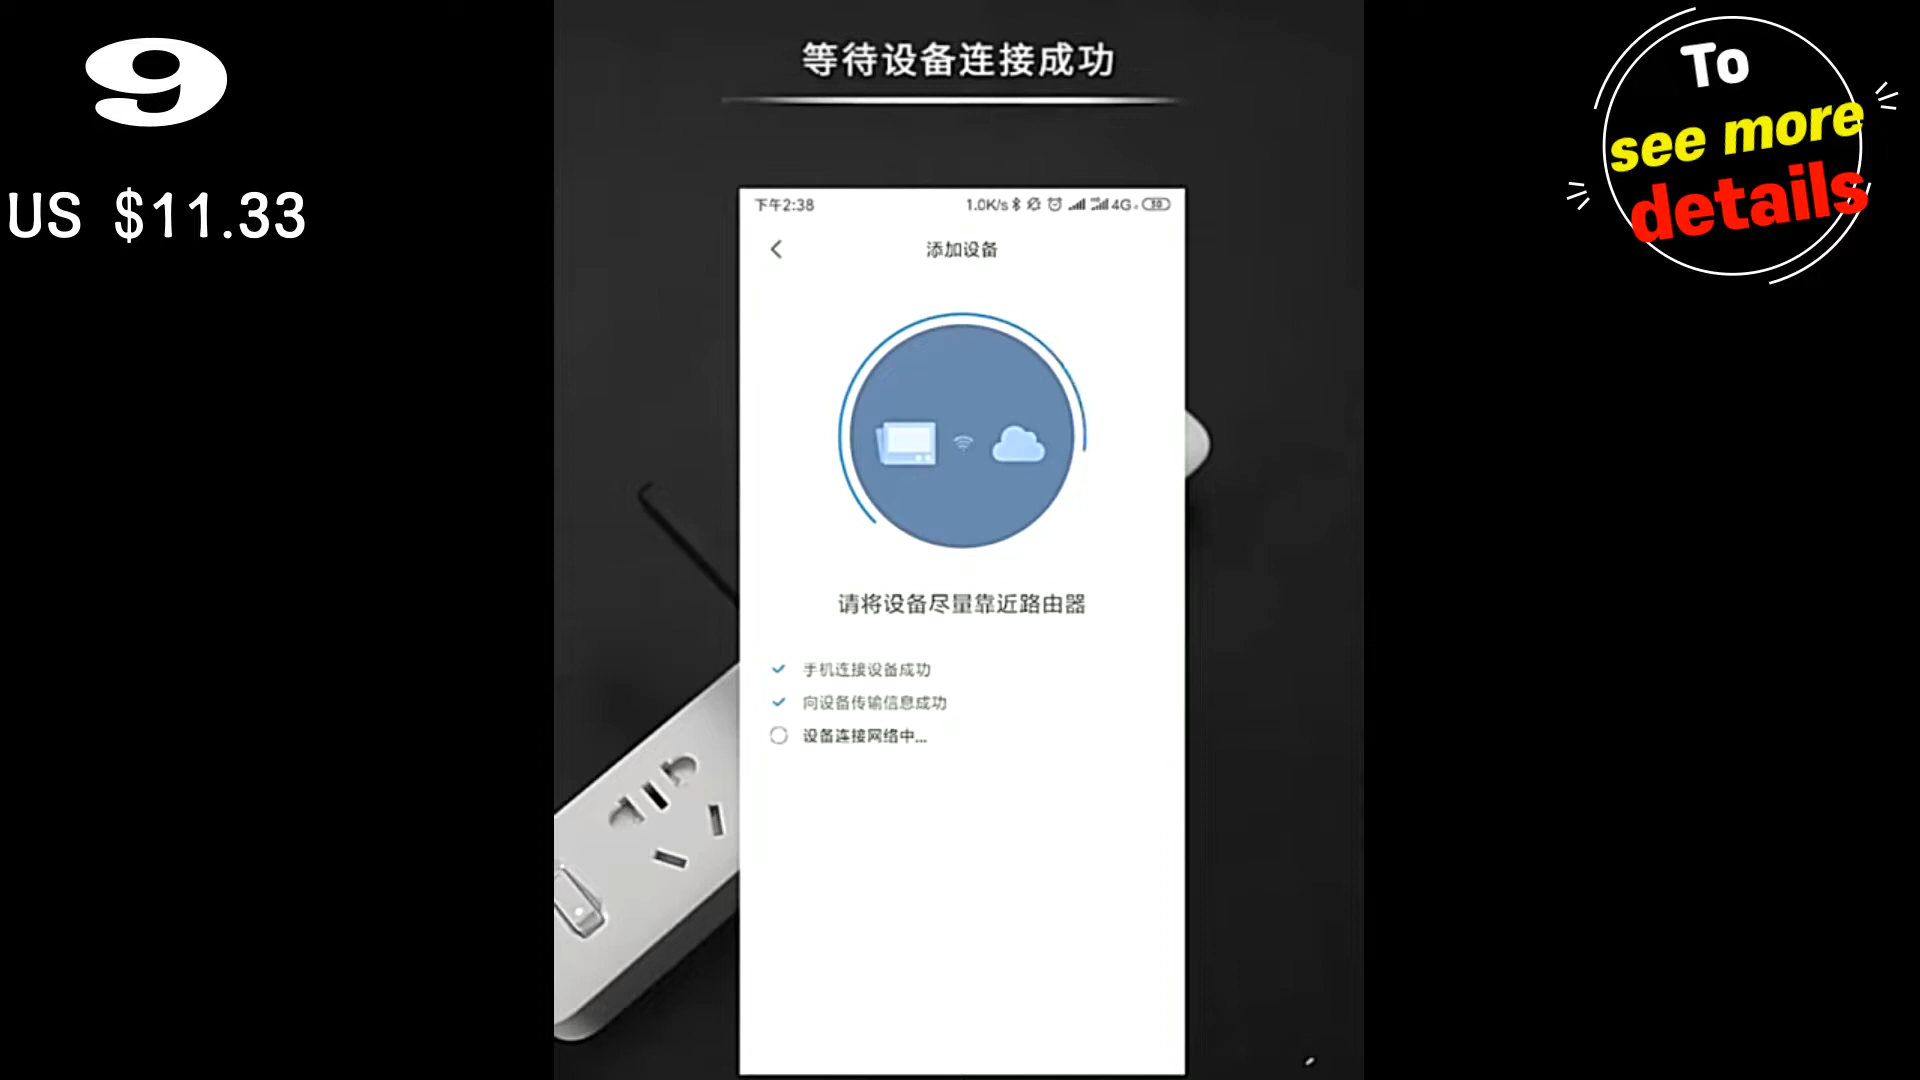 9
US $11.33
To
see more
details
等待设备连接成功
下午2:38
1.0K/s
4G
30
添加设备
请将设备尽量靠近路由器
手机连接设备成功
向设备传输信息成功
设备连接网络中...